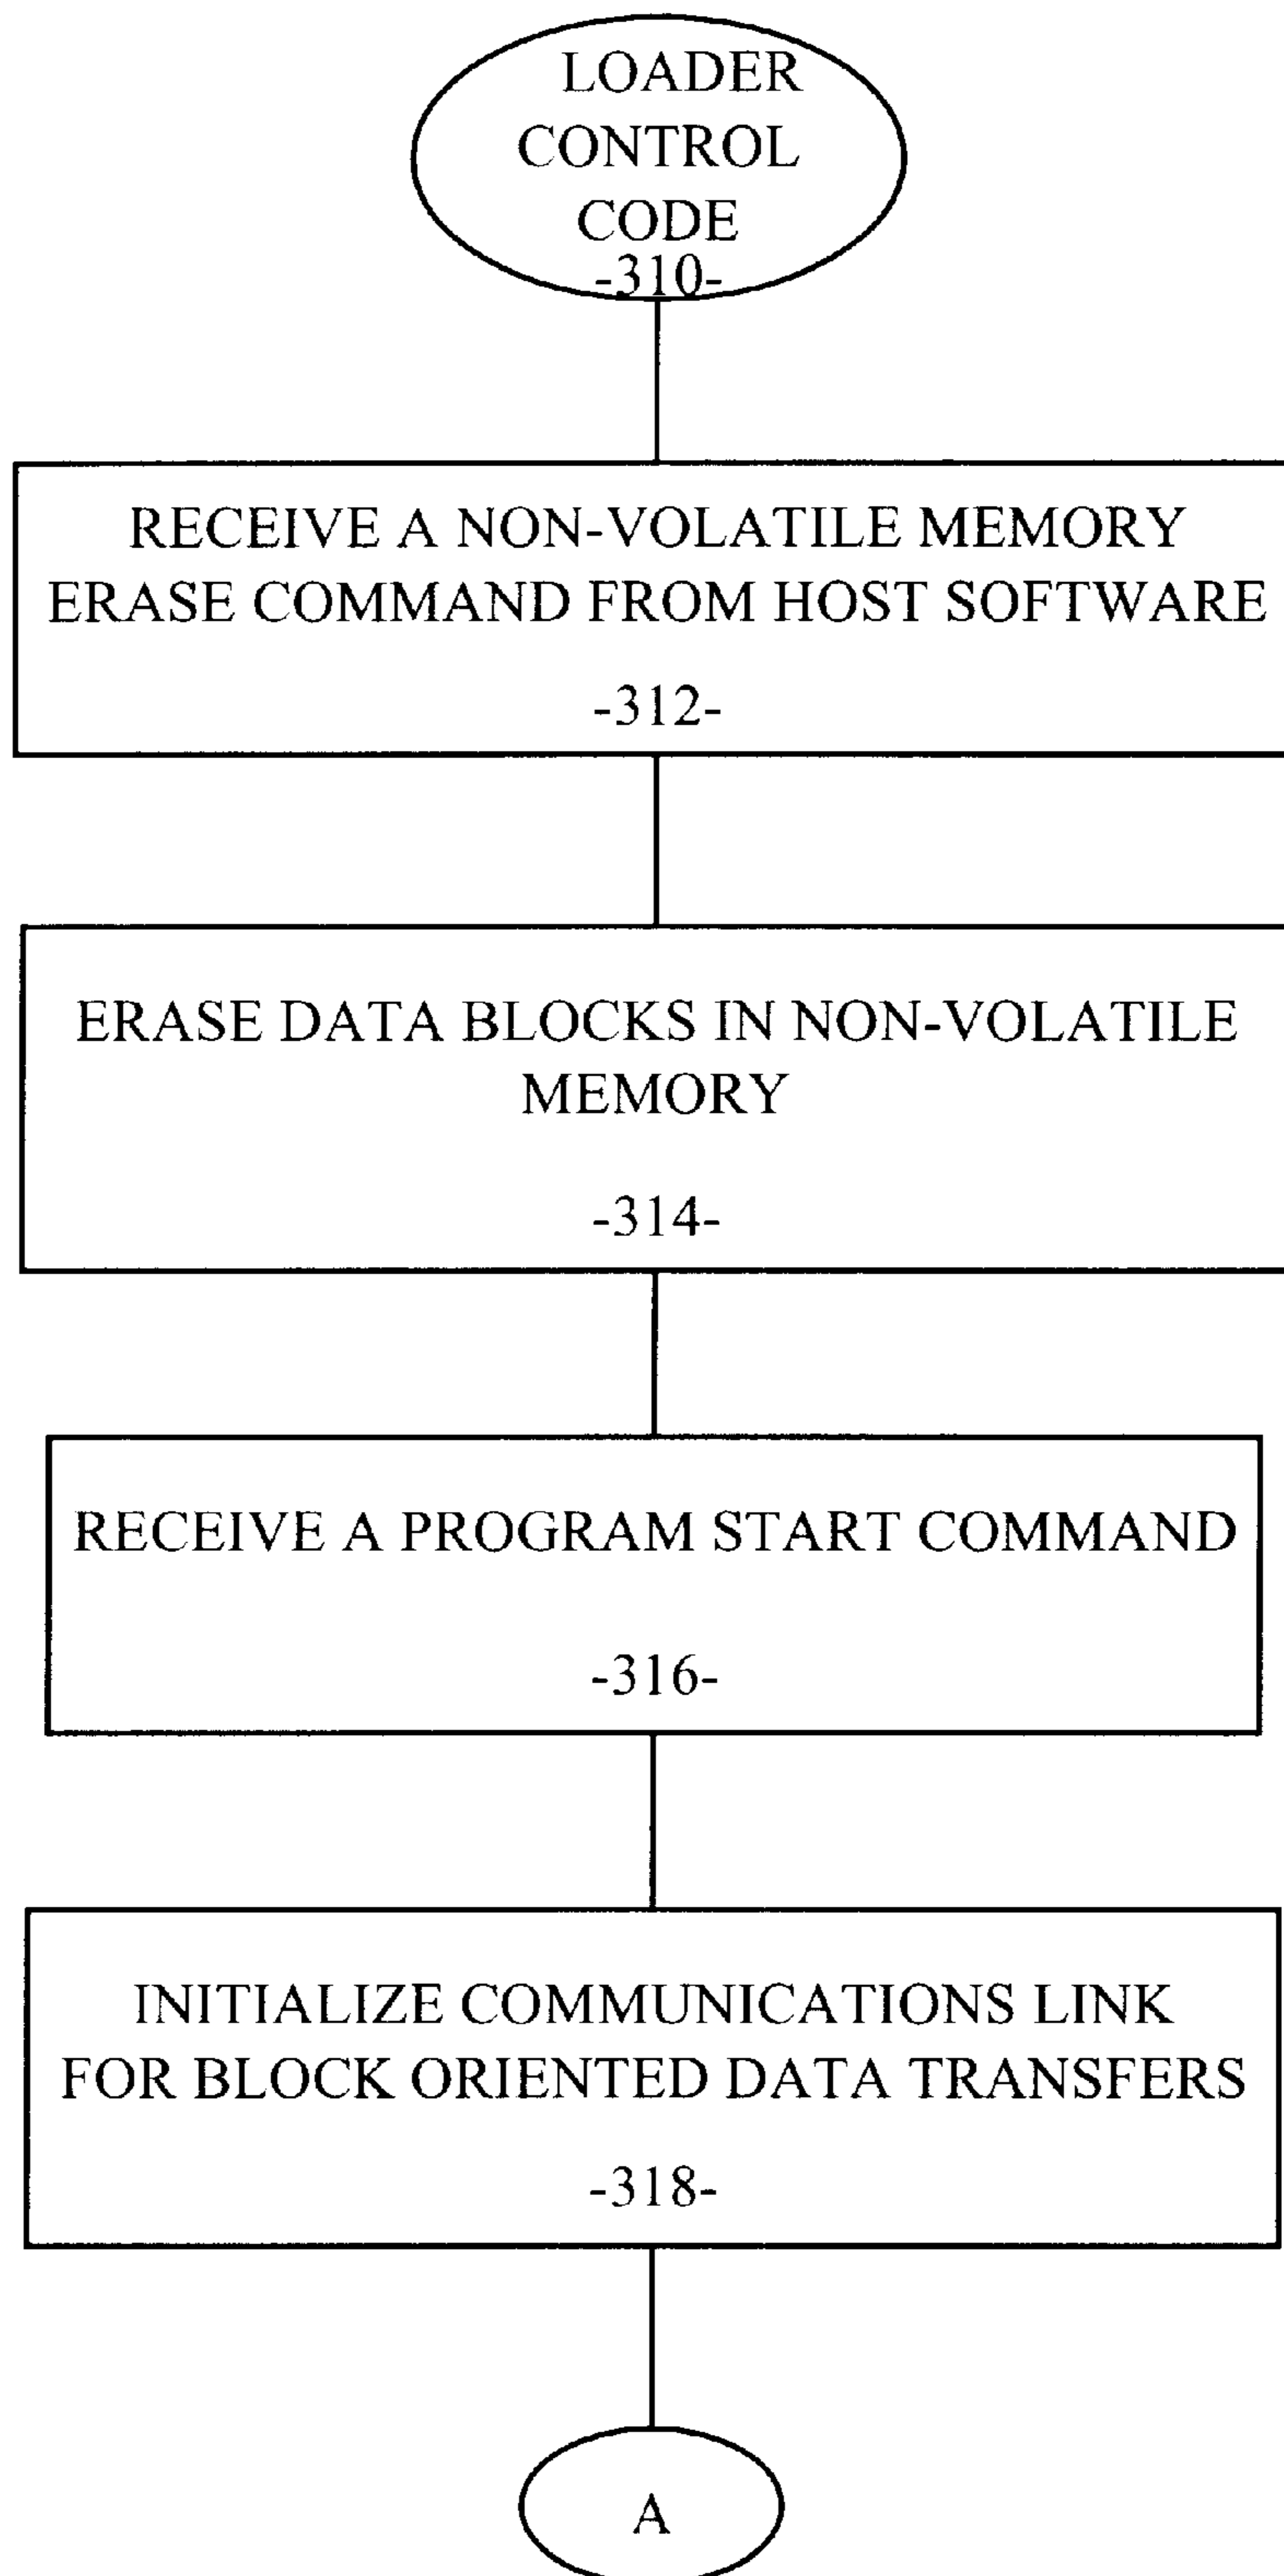 LOADER
CONTROL
CODE
-310-
RECEIVE A NON-VOLATILE MEMORY
ERASE COMMAND FROM HOST SOFTWARE
-312-
ERASE DATA BLOCKS IN NON-VOLATILE
MEMORY
-314-
RECEIVE A PROGRAM START COMMAND
-316-
INITIALIZE COMMUNICATIONS LINK
FOR BLOCK ORIENTED DATA TRANSFERS
-318-
A